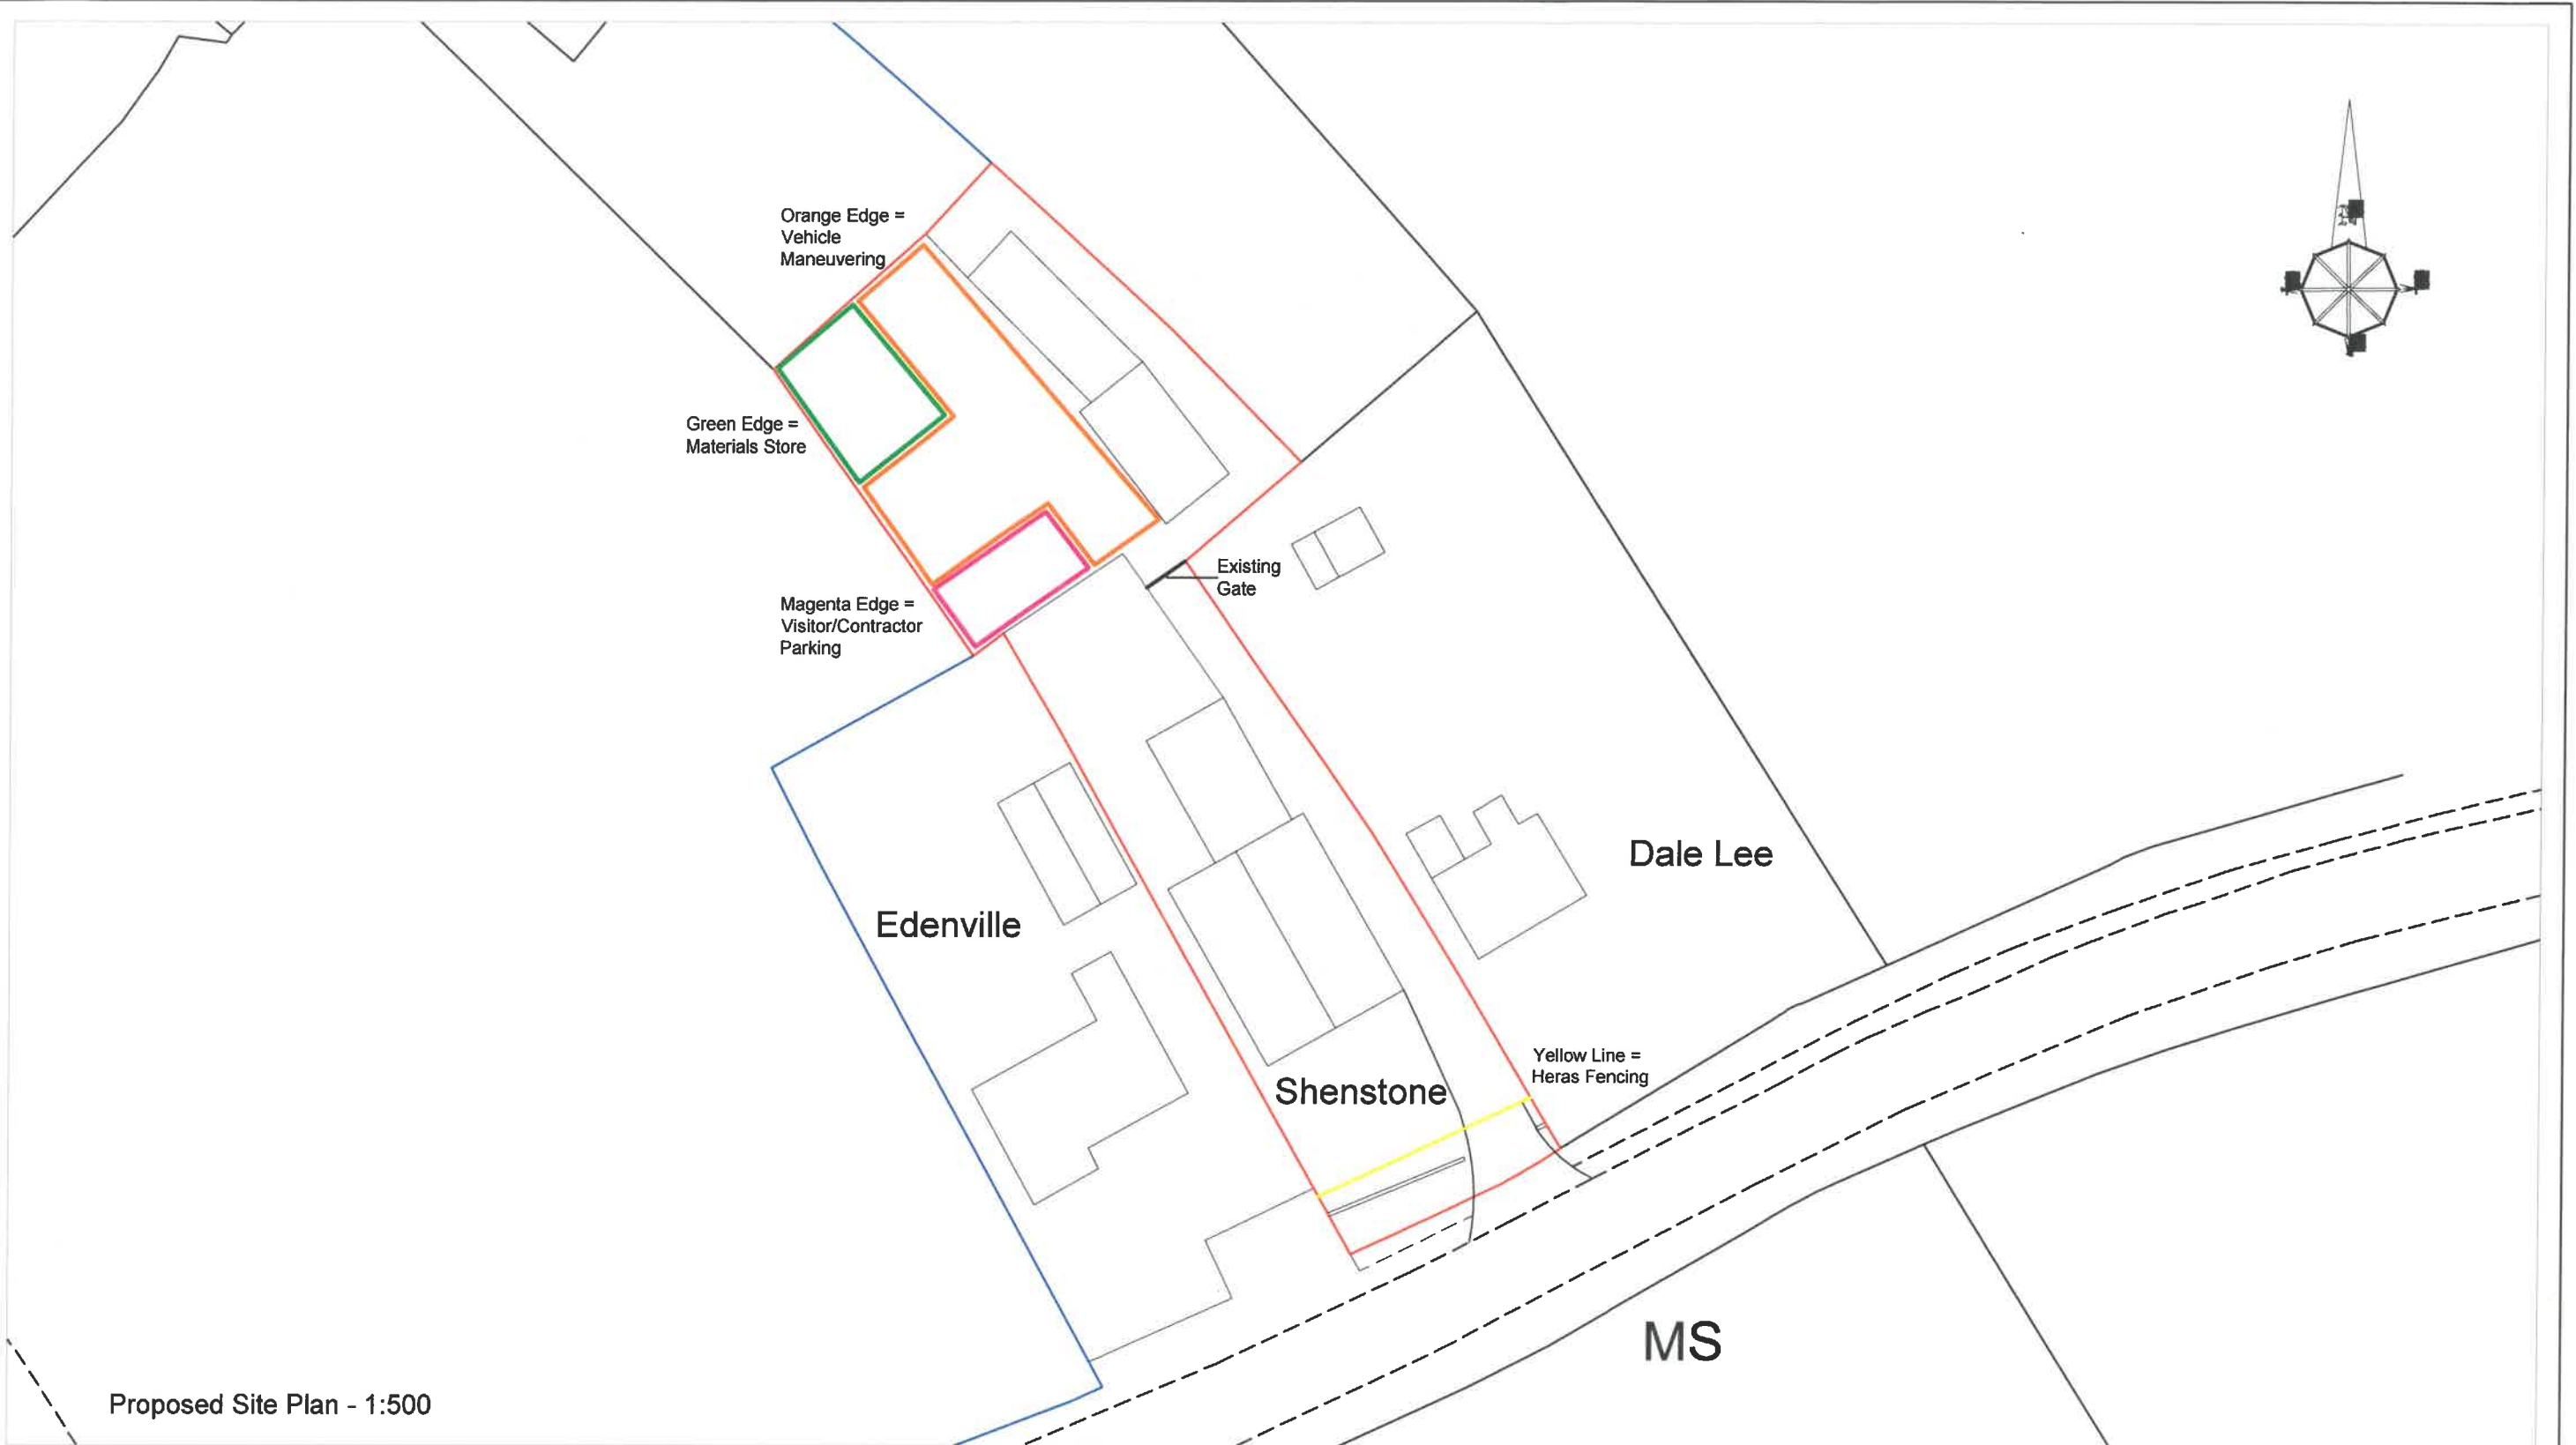 Orange Edge =
Vehicle
Maneuvering
Green Edge =
Materials Store
Existing
Gate
Magenta Edge =
Visitor/Contractor
Parking
Dale Lee
Edenville
Yellow Line =
Heras Fencing
Shenstone
MS
Proposed Site Plan - 1:500